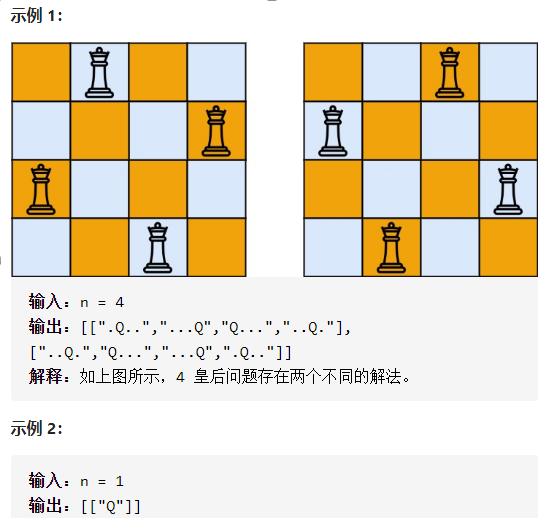 示例 1：
输入：n = 4
输出：[[".Q..","...Q","Q...","..Q."],
["..Q.","Q...","...Q",".Q.."]]
解释：如上图所示，4 皇后问题存在两个不同的解法。
示例 2：
输入：n = 1
输出：[["Q"]]